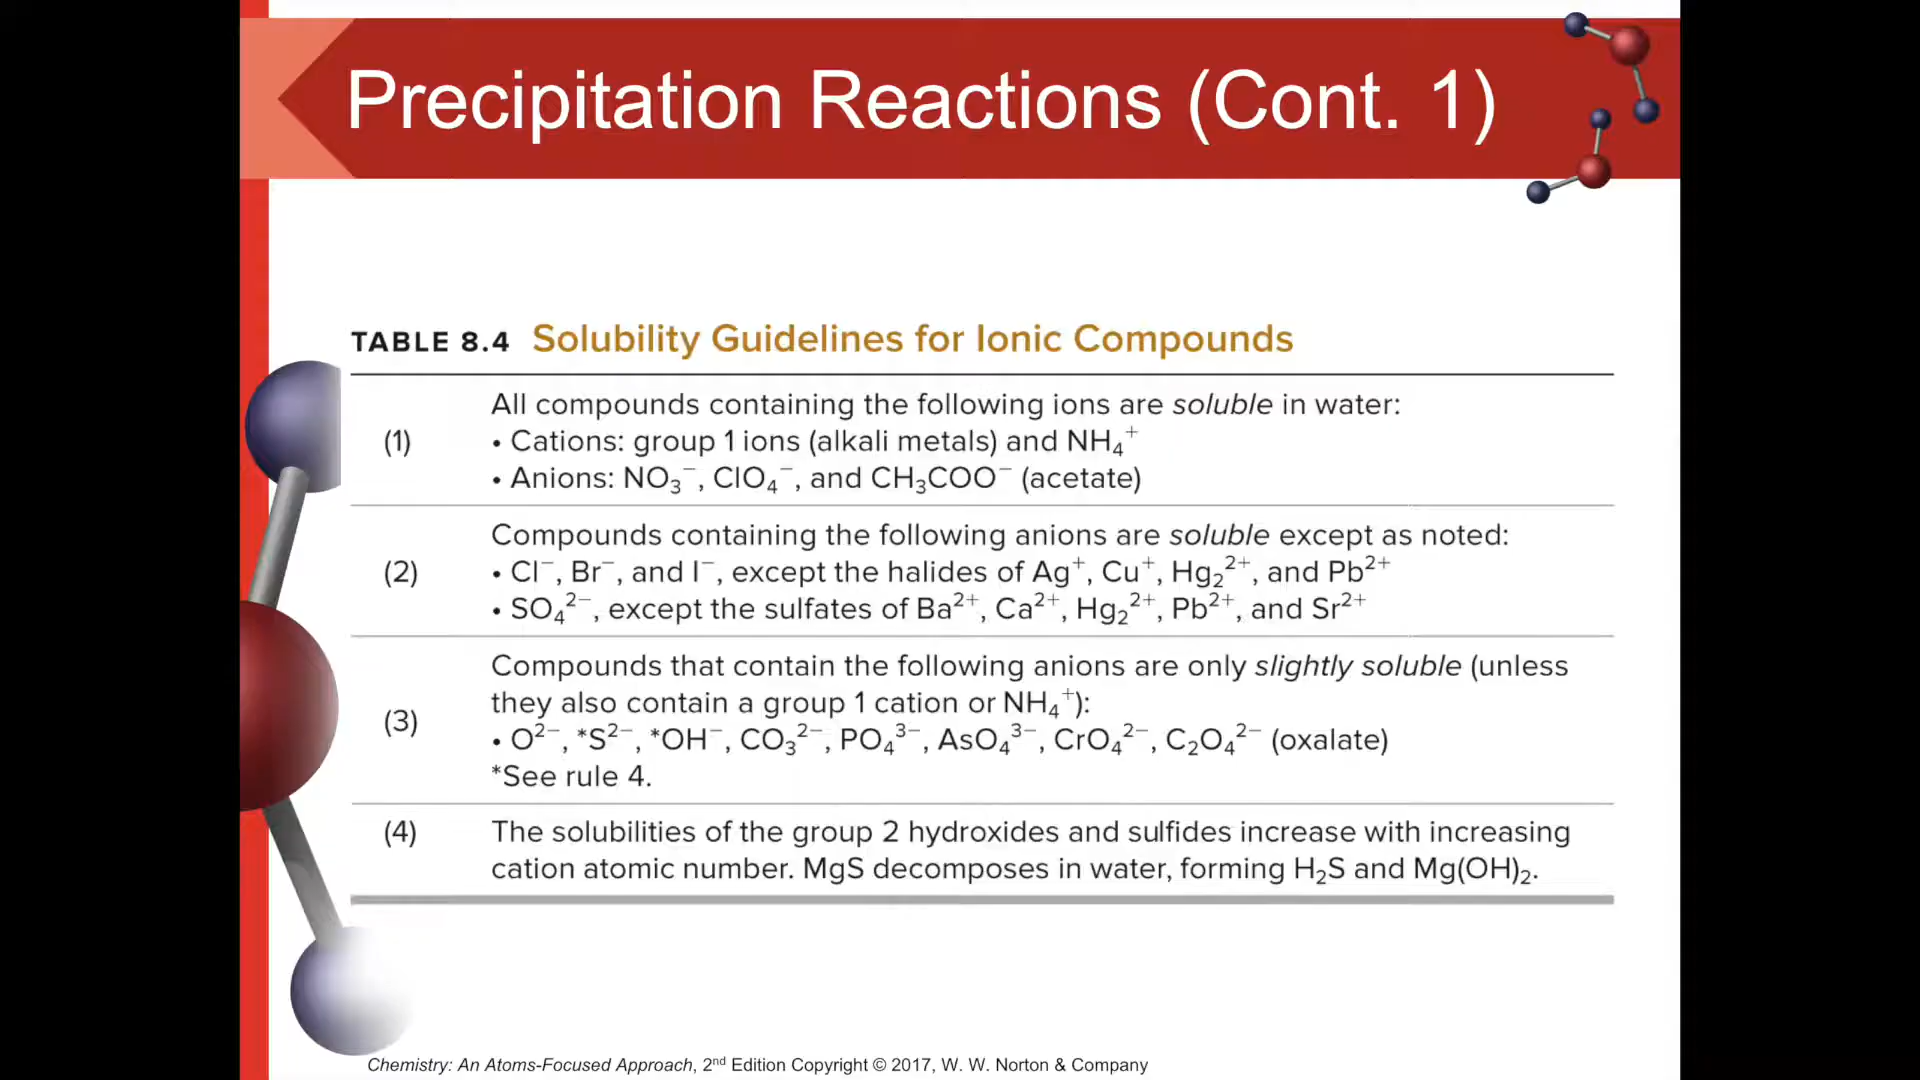 Precipitation Reactions (Cont. 1)
TABLE 8.4 Solubility Guidelines for Ionic Compounds
(1)
All compounds containing the following ions are soluble in water:
• Cations: group 1 ions (alkali metals) and NH₄⁺
• Anions: NO₃⁻, ClO₄⁻, and CH₃COO⁻ (acetate)
(2)
Compounds containing the following anions are soluble except as noted:
• Cl⁻, Br⁻, and I⁻, except the halides of Ag⁺, Cu⁺, Hg₂²⁺, and Pb²⁺
• SO₄²⁻, except the sulfates of Ba²⁺, Ca²⁺, Hg₂²⁺, Pb²⁺, and Sr²⁺
(3)
Compounds that contain the following anions are only slightly soluble (unless
they also contain a group 1 cation or NH₄⁺):
• O²⁻, *S²⁻, *OH⁻, CO₃²⁻, PO₄³⁻, AsO₄³⁻, CrO₄²⁻, C₂O₄²⁻ (oxalate)
*See rule 4.
(4)
The solubilities of the group 2 hydroxides and sulfides increase with increasing
cation atomic number. MgS decomposes in water, forming H₂S and Mg(OH)₂.
Chemistry: An Atoms-Focused Approach, 2nd Edition Copyright © 2017, W. W. Norton & Company